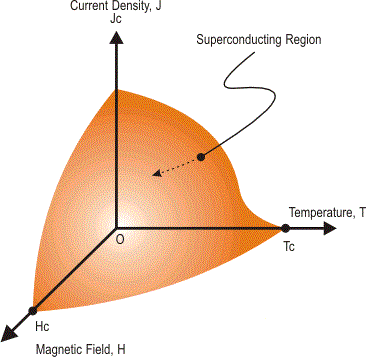 Current Density, J
Jc
Superconducting Region
Temperature, T
O
Tc
Hc
Magnetic Field, H